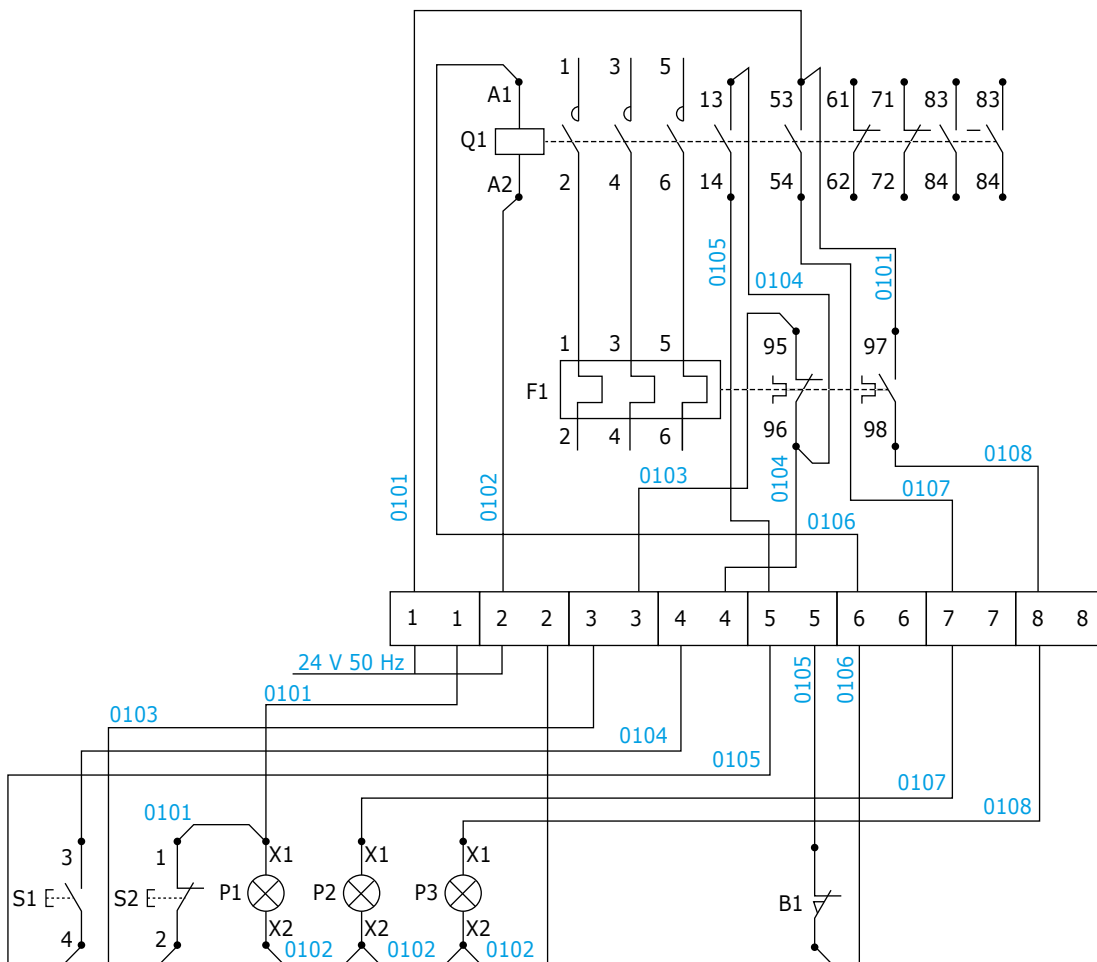 1 3 5
A1 13 53 61 71 83 83
Q1
A2 2 4 6 14 54 62 72 84 84
0105 0104 0101
1 3 5 95 97
F1
2 4 6 96 98
0108
0101 0102 0103 0104 0107
0106
1 1 2 2 3 3 4 4 5 5 6 6 7 7 8 8
24 V 50 Hz
0105 0106
0101
0103
0104
0105
0107
0108
0101
3 1 X1 X1 X1
S1 S2 P1 P2 P3 B1
4 2 X2 X2 X2
0102 0102 0102